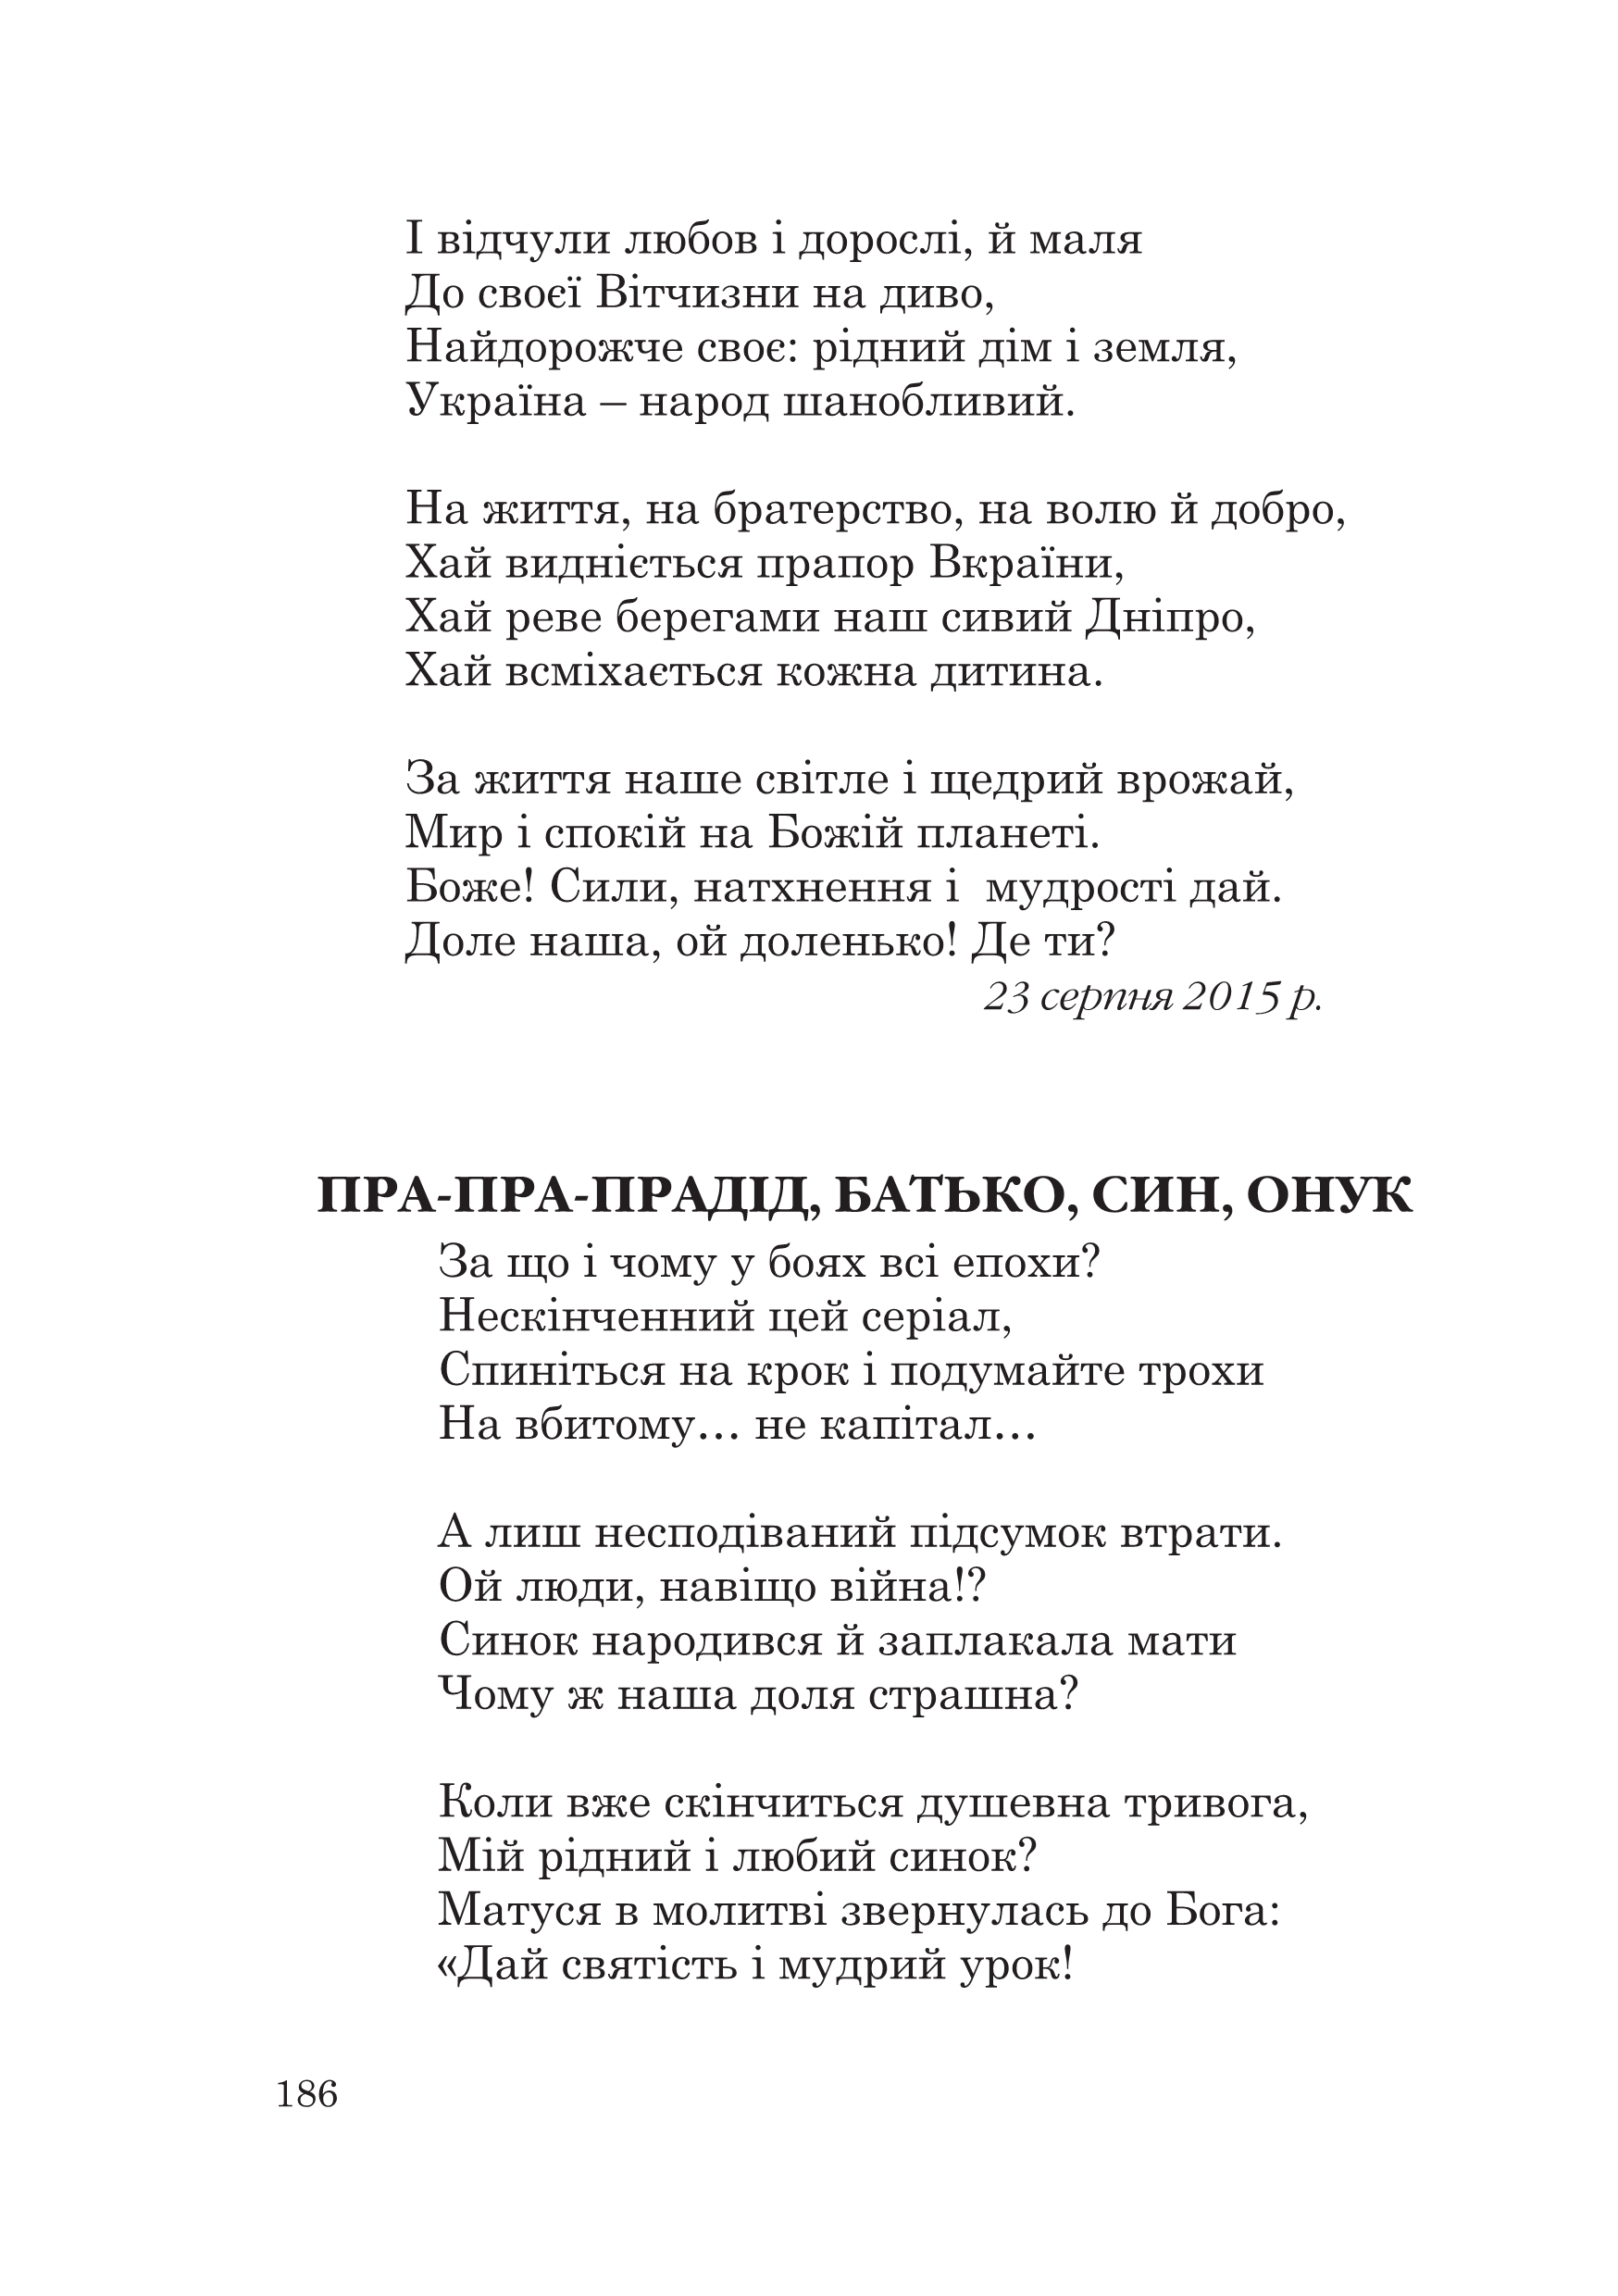 І відчули любов і дорослі, й маля
До своєї Вітчизни на диво,
Найдорожче своє: рідний дім і земля,
Україна – народ шанобливий.

На життя, на братерство, на волю й добро,
Хай видніється прапор Вкраїни,
Хай реве берегами наш сивий Дніпро,
Хай всміхається кожна дитина.

За життя наше світле і щедрий врожай,
Мир і спокій на Божій планеті.
Боже! Сили, натхнення і  мудрості дай.
Доле наша, ой доленько! Де ти?
23 серпня 2015 р.

ПРА-ПРА-ПРАДІД, БАТЬКО, СИН, ОНУК
За що і чому у боях всі епохи?
Нескінченний цей серіал,
Спиніться на крок і подумайте трохи
На вбитому... не капітал...

А лиш несподіваний підсумок втрати.
Ой люди, навіщо війна!?
Синок народився й заплакала мати
Чому ж наша доля страшна?

Коли вже скінчиться душевна тривога,
Мій рідний і любий синок?
Матуся в молитві звернулась до Бога:
«Дай святість і мудрий урок!

186